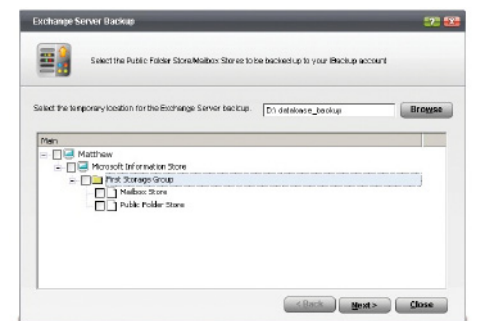 Exchange Server Backup
Select the Public Folder Store/Mailbox Stores to be backed up to your IBackup account
Select the temporary location for the Exchange Server backup.
D:\ database_backup
Browse
Main
Matthew
Microsoft Information Store
First Storage Group
Mailbox Store
Public Folder Store
< Back
Next >
Close